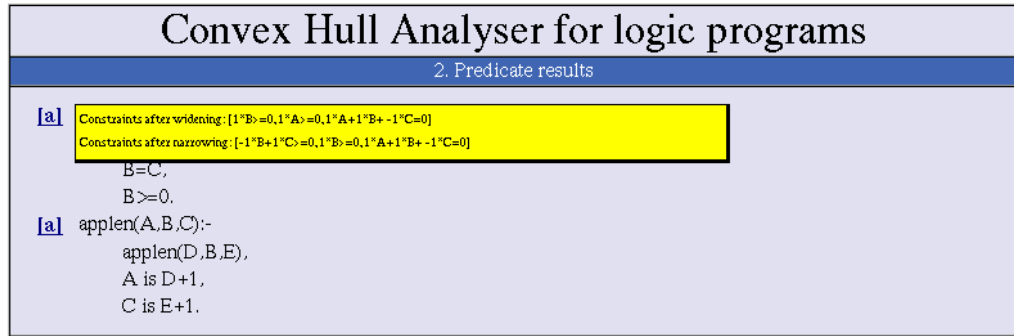 Convex Hull Analyser for logic programs
2. Predicate results
[a]
Constraints after widening: [1*B>=0,1*A>=0,1*A+1*B+ -1*C=0]
Constraints after narrowing: [-1*B+1*C>=0,1*B>=0,1*A+1*B+ -1*C=0]
B=C,
B>=0.
[a] applen(A,B,C):-
applen(D,B,E),
A is D+1,
C is E+1.